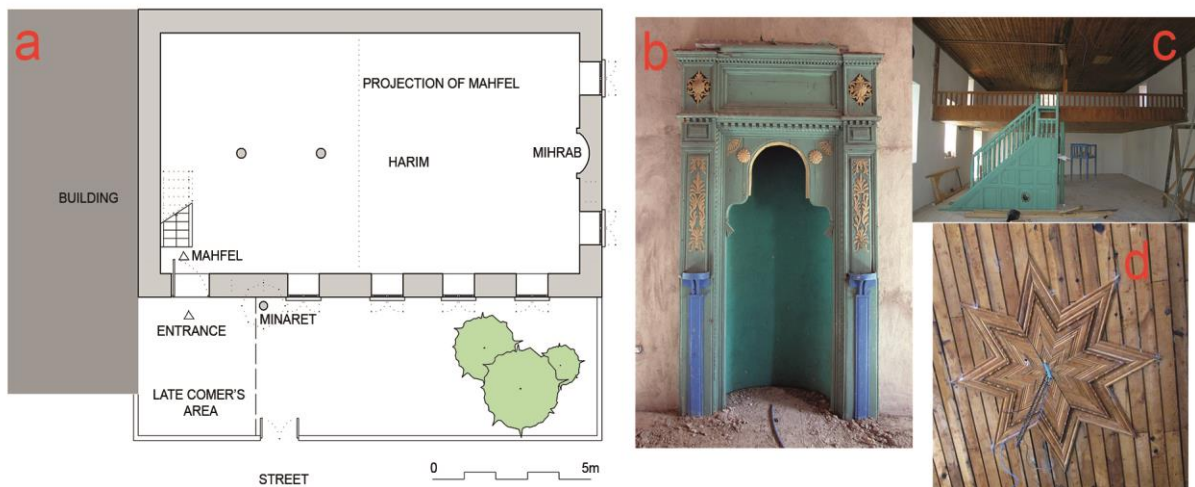 a
PROJECTION OF MAHFEL
HARIM
MIHRAB
BUILDING
MAHFEL
ENTRANCE
MINARET
LATE COMER'S
AREA
STREET
0
5m
b
c
d